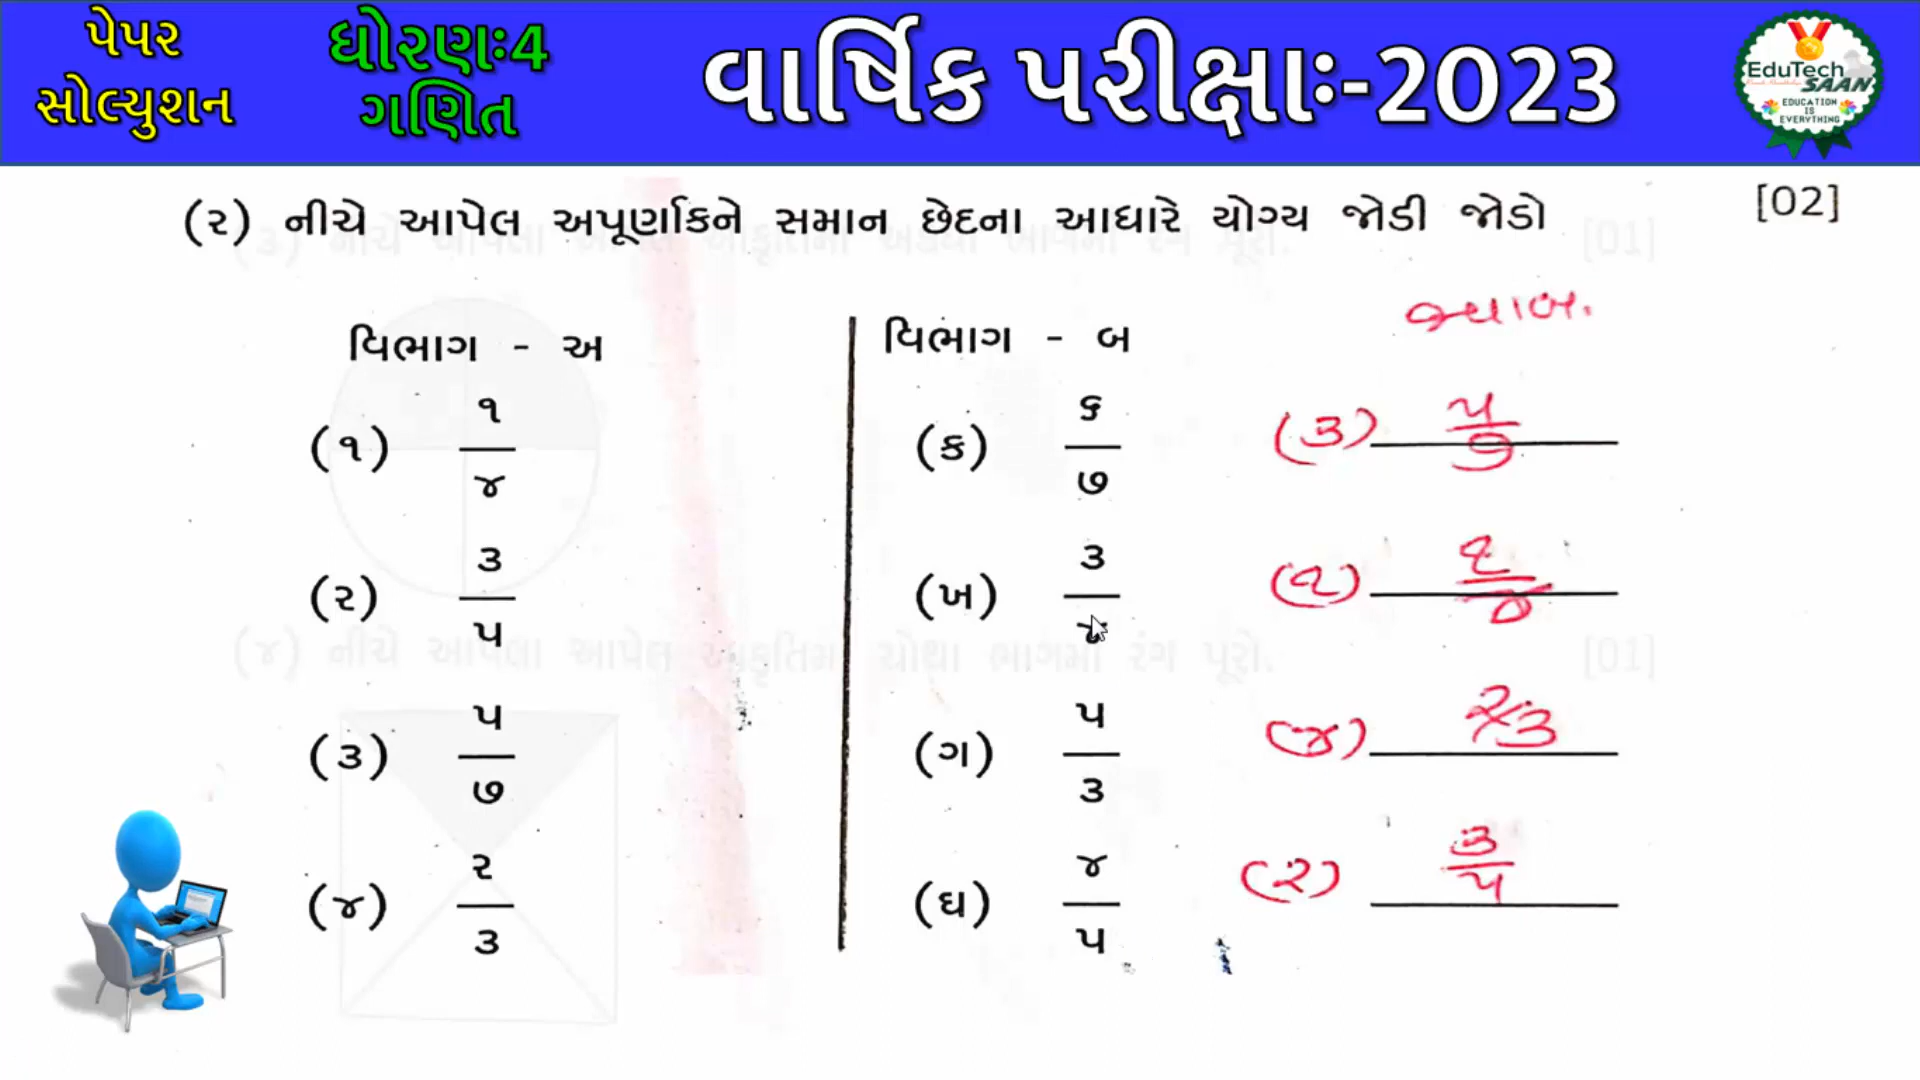 પેપર
સોલ્યુશન
ધોરણઃ4
ગણિત
વાર્ષિક પરીક્ષાઃ-2023
EduTech
SAAN
EDUCATION
IS
EVERYTHING
(૨) નીચે આપેલ અપૂર્ણાકને સમાન છેદના આધારે યોગ્ય જોડી જોડો [02]
વિભાગ - અ
વિભાગ - બ
જવાબ.
(૧) ૧/૪
(ક) ૬/૭
(૩) ૫/૭
(૨) ૩/૫
(ખ) ૩/૪
(૧) ૧/૪
(૩) ૫/૭
(ગ) ૫/૩
(૪) ૨/૩
(૪) ૨/૩
(ઘ) ૪/૫
(૨) ૩/૫